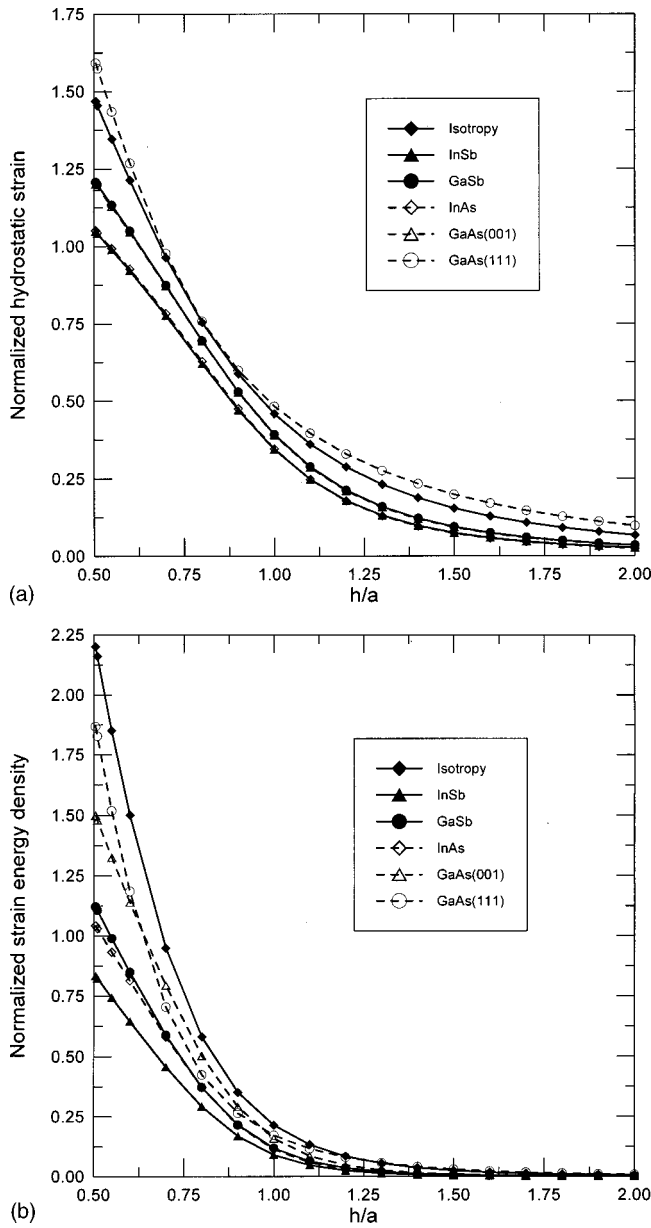 Normalized hydrostatic strain
1.75
1.50
1.25
1.00
0.75
0.50
0.25
0.00
Isotropy
InSb
GaSb
InAs
GaAs(001)
GaAs(111)
0.50
0.75
1.00
1.25
1.50
1.75
2.00
(a)
h/a
Normalized strain energy density
2.25
2.00
1.75
1.50
1.25
1.00
0.75
0.50
0.25
0.00
Isotropy
InSb
GaSb
InAs
GaAs(001)
GaAs(111)
0.50
0.75
1.00
1.25
1.50
1.75
2.00
(b)
h/a